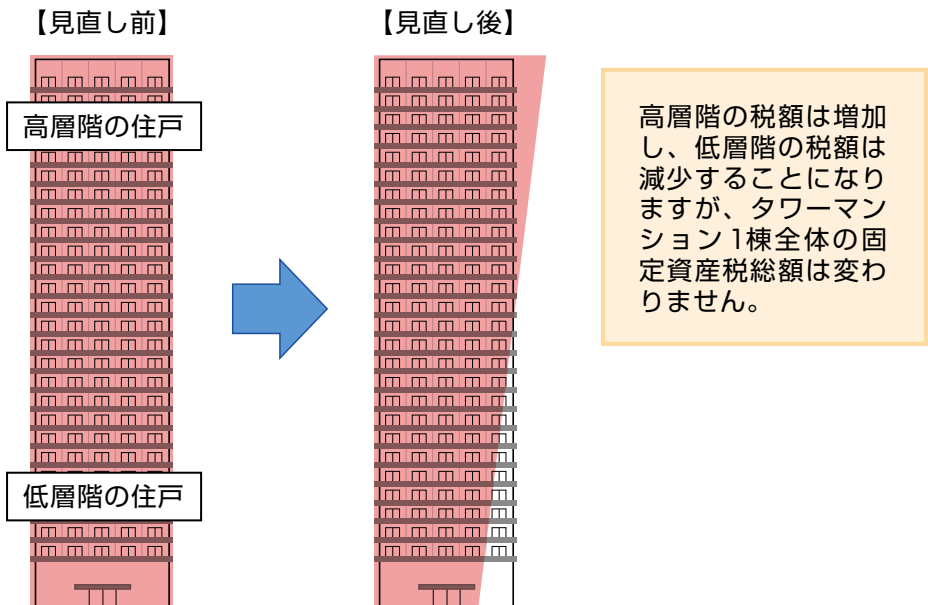 【見直し前】
【見直し後】
高層階の住戸
低層階の住戸
高層階の税額は増加
し、低層階の税額は
減少することになり
ますが、タワーマン
ション1棟全体の固
定資産税総額は変わ
りません。